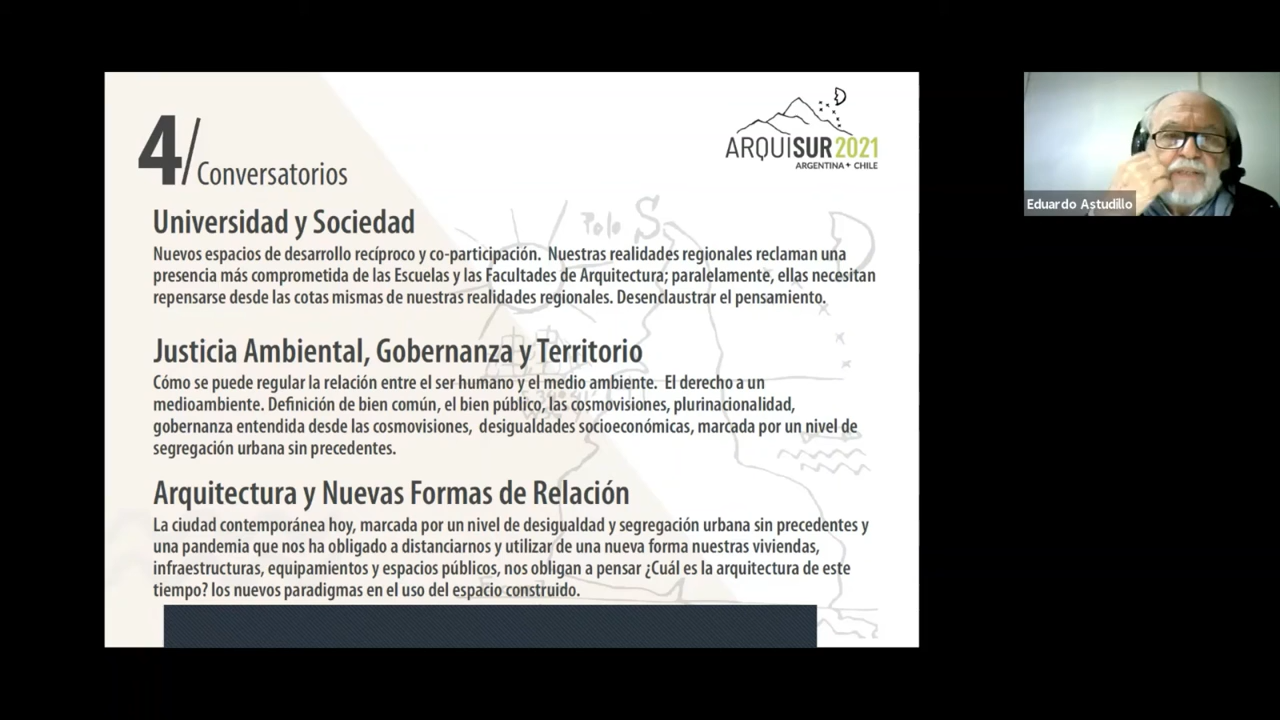 4/Conversatorios
ARQUISUR 2021
ARGENTINA + CHILE
Universidad y Sociedad
Nuevos espacios de desarrollo recíproco y co-participación. Nuestras realidades regionales reclaman una
presencia más comprometida de las Escuelas y las Facultades de Arquitectura; paralelamente, ellas necesitan
repensarse desde las cotas mismas de nuestras realidades regionales. Desenclaustrar el pensamiento.
Justicia Ambiental, Gobernanza y Territorio
Cómo se puede regular la relación entre el ser humano y el medio ambiente. El derecho a un
medioambiente. Definición de bien común, el bien público, las cosmovisiones, plurinacionalidad,
gobernanza entendida desde las cosmovisiones, desigualdades socioeconómicas, marcada por un nivel de
segregación urbana sin precedentes.
Arquitectura y Nuevas Formas de Relación
La ciudad contemporánea hoy, marcada por un nivel de desigualdad y segregación urbana sin precedentes y
una pandemia que nos ha obligado a distanciarnos y utilizar de una nueva forma nuestras viviendas,
infraestructuras, equipamientos y espacios públicos, nos obligan a pensar ¿Cuál es la arquitectura de este
tiempo? los nuevos paradigmas en el uso del espacio construido.
Polo S
Eduardo Astudillo